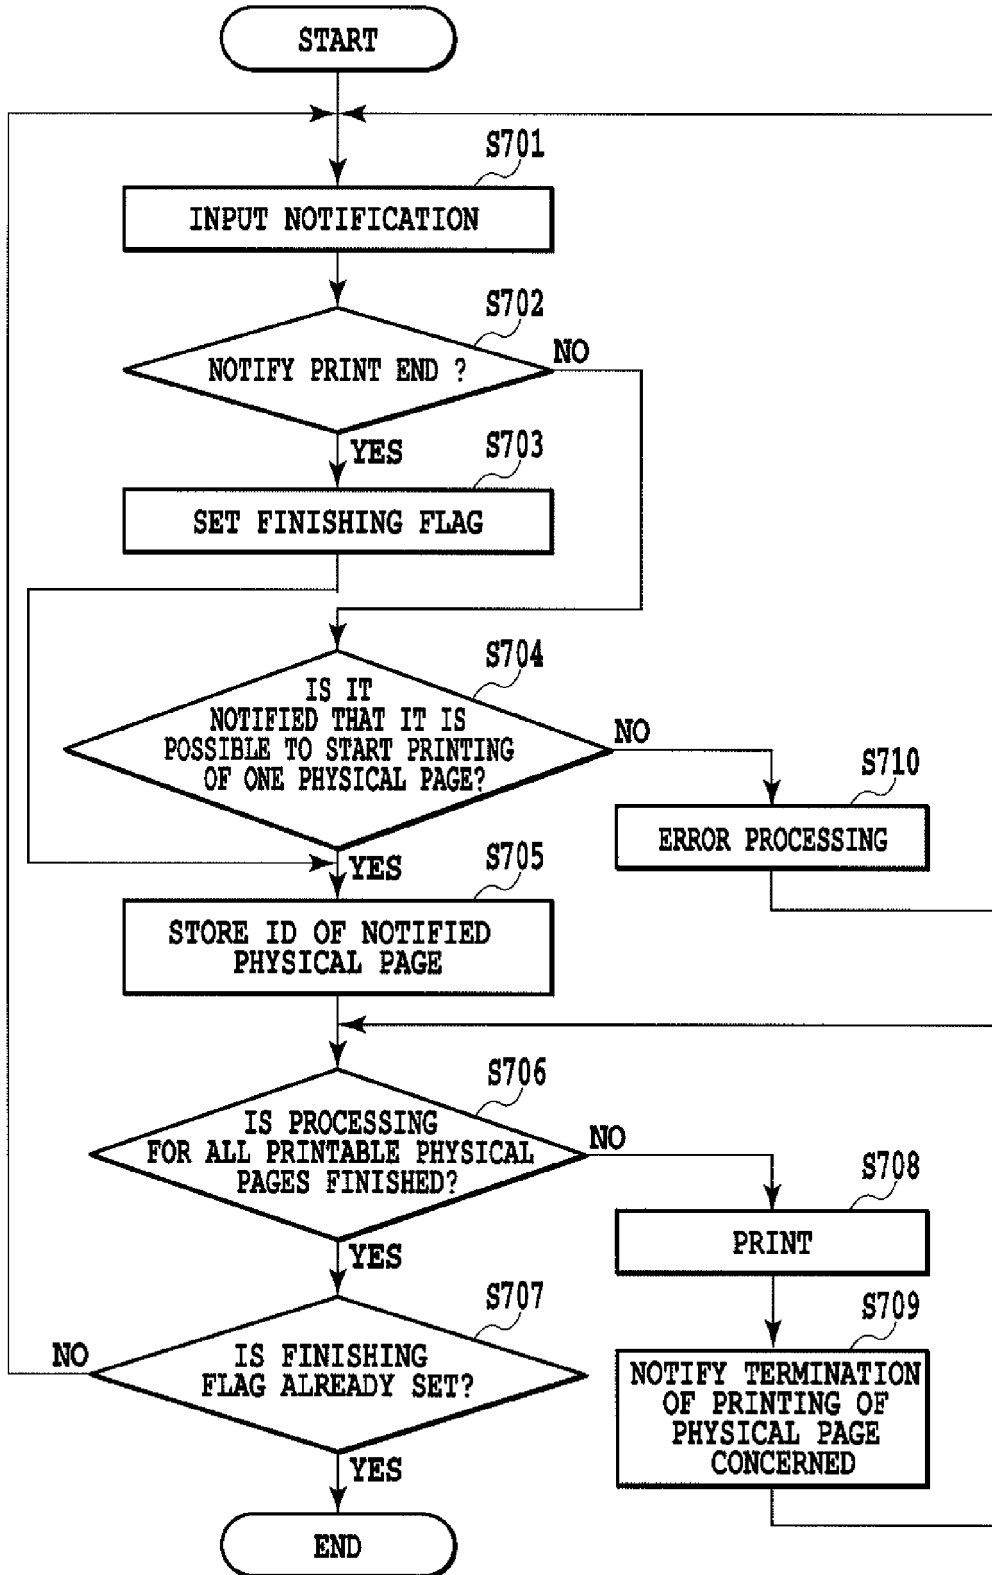 START
S701
INPUT NOTIFICATION
S702
NOTIFY PRINT END ?
NO
YES
S703
SET FINISHING FLAG
S704
IS IT
NOTIFIED THAT IT IS
POSSIBLE TO START PRINTING
OF ONE PHYSICAL PAGE?
NO
S710
ERROR PROCESSING
YES
S705
STORE ID OF NOTIFIED
PHYSICAL PAGE
S706
IS PROCESSING
FOR ALL PRINTABLE PHYSICAL
PAGES FINISHED?
NO
S708
PRINT
YES
S707
IS FINISHING
FLAG ALREADY SET?
NO
S709
NOTIFY TERMINATION
OF PRINTING OF
PHYSICAL PAGE
CONCERNED
YES
END